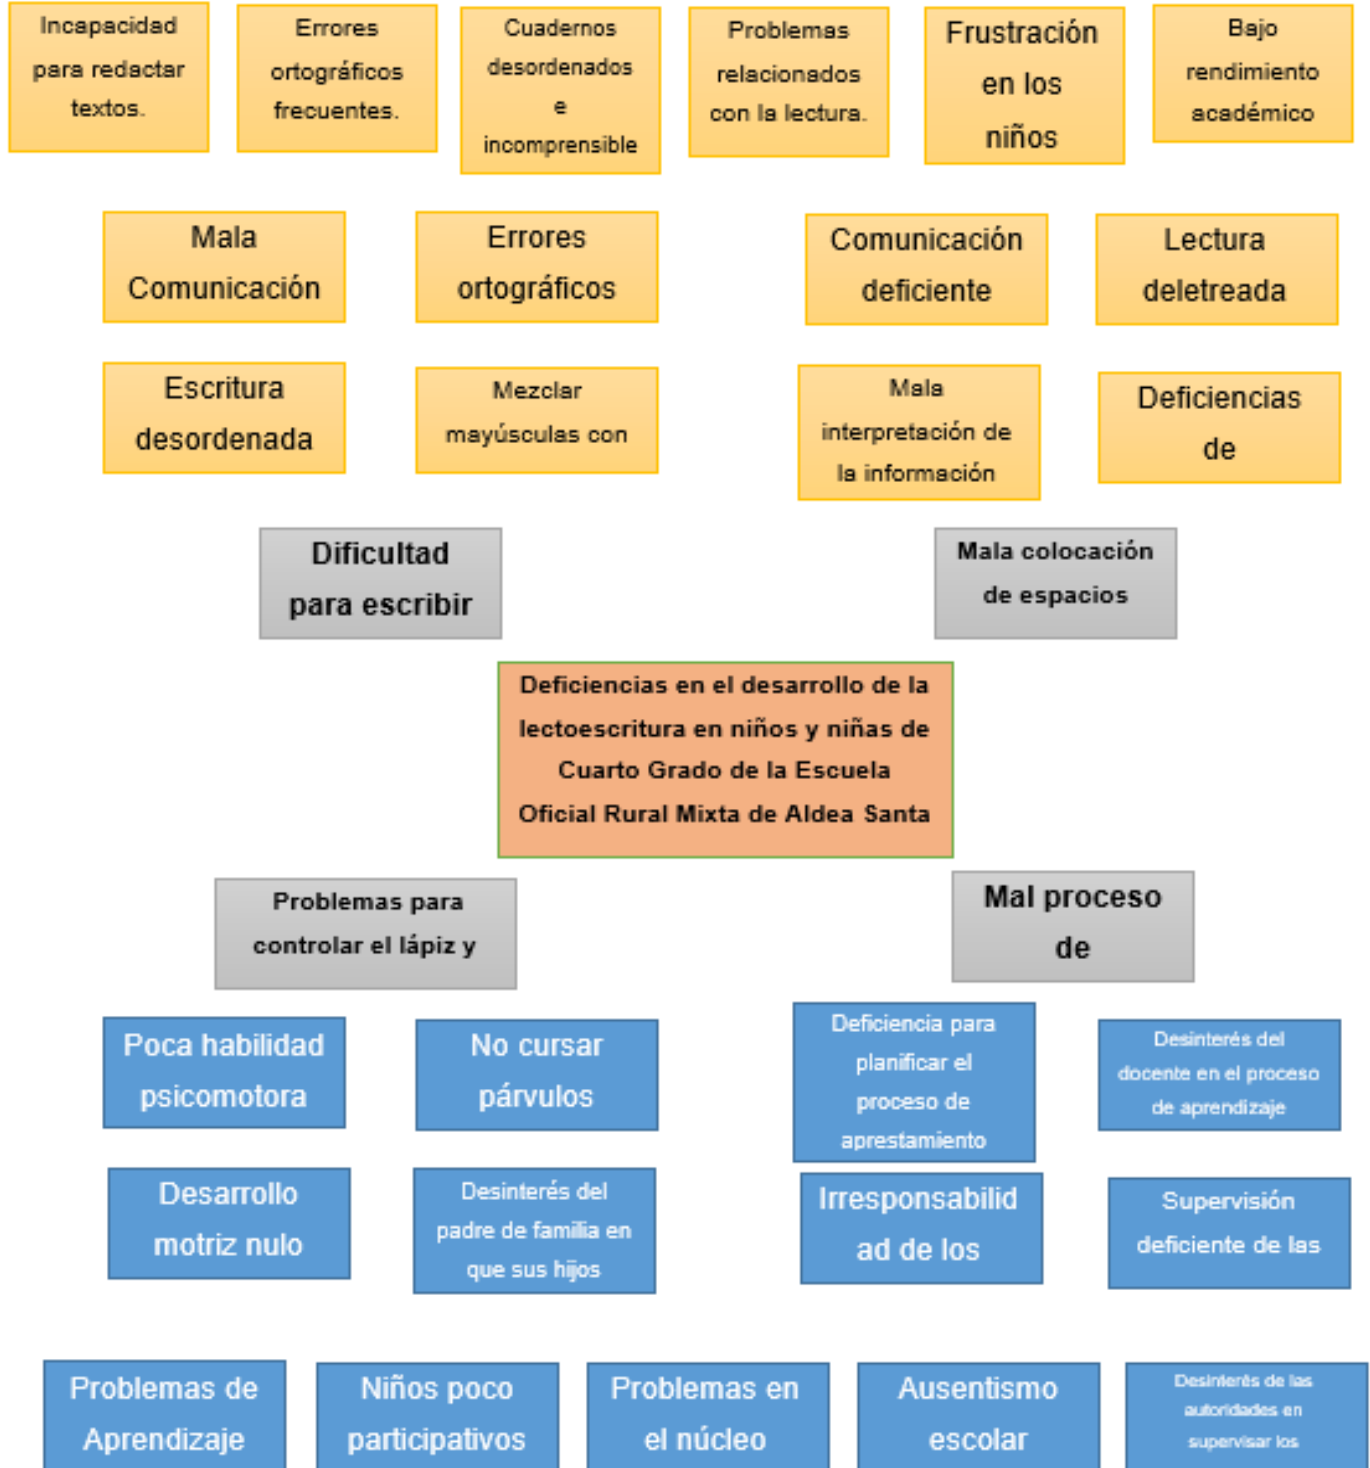 Incapacidad
para redactar
textos.
Errores
ortográficos
frecuentes.
Cuadernos
desordenados
e
incomprensible
Problemas
relacionados
con la lectura.
Frustración
en los
niños
Bajo
rendimiento
académico
Mala
Comunicación
Errores
ortográficos
Comunicación
deficiente
Lectura
deletreada
Escritura
desordenada
Mezclar
mayúsculas con
Mala
interpretación de
la información
Deficiencias
de
Dificultad
para escribir
Mala colocación
de espacios
Deficiencias en el desarrollo de la
lectoescritura en niños y niñas de
Cuarto Grado de la Escuela
Oficial Rural Mixta de Aldea Santa
Problemas para
controlar el lápiz y
Mal proceso
de
Poca habilidad
psicomotora
No cursar
párvulos
Deficiencia para
planificar el
proceso de
aprestamiento
Desinterés del
docente en el proceso
de aprendizaje
Desarrollo
motriz nulo
Desinterés del
padre de familia en
que sus hijos
Irresponsabilid
ad de los
Supervisión
deficiente de las
Problemas de
Aprendizaje
Niños poco
participativos
Problemas en
el núcleo
Ausentismo
escolar
Desinterés de las
autoridades en
supervisar los